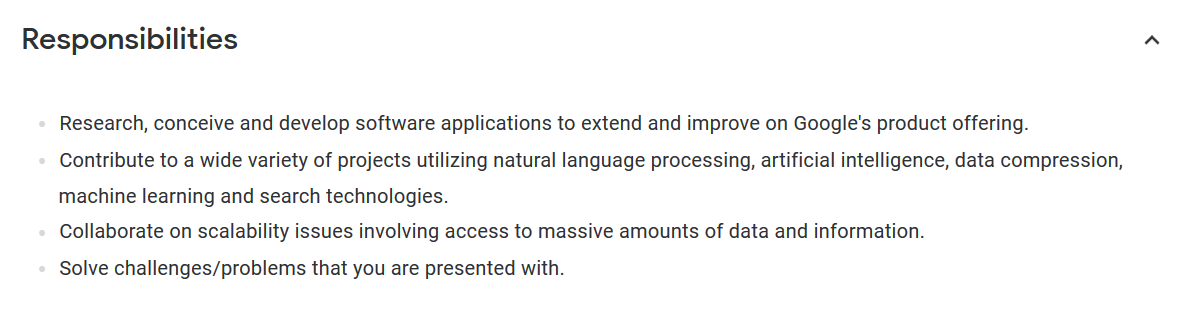 Responsibilities
Research, conceive and develop software applications to extend and improve on Google's product offering.
Contribute to a wide variety of projects utilizing natural language processing, artificial intelligence, data compression,
machine learning and search technologies.
Collaborate on scalability issues involving access to massive amounts of data and information.
Solve challenges/problems that you are presented with.